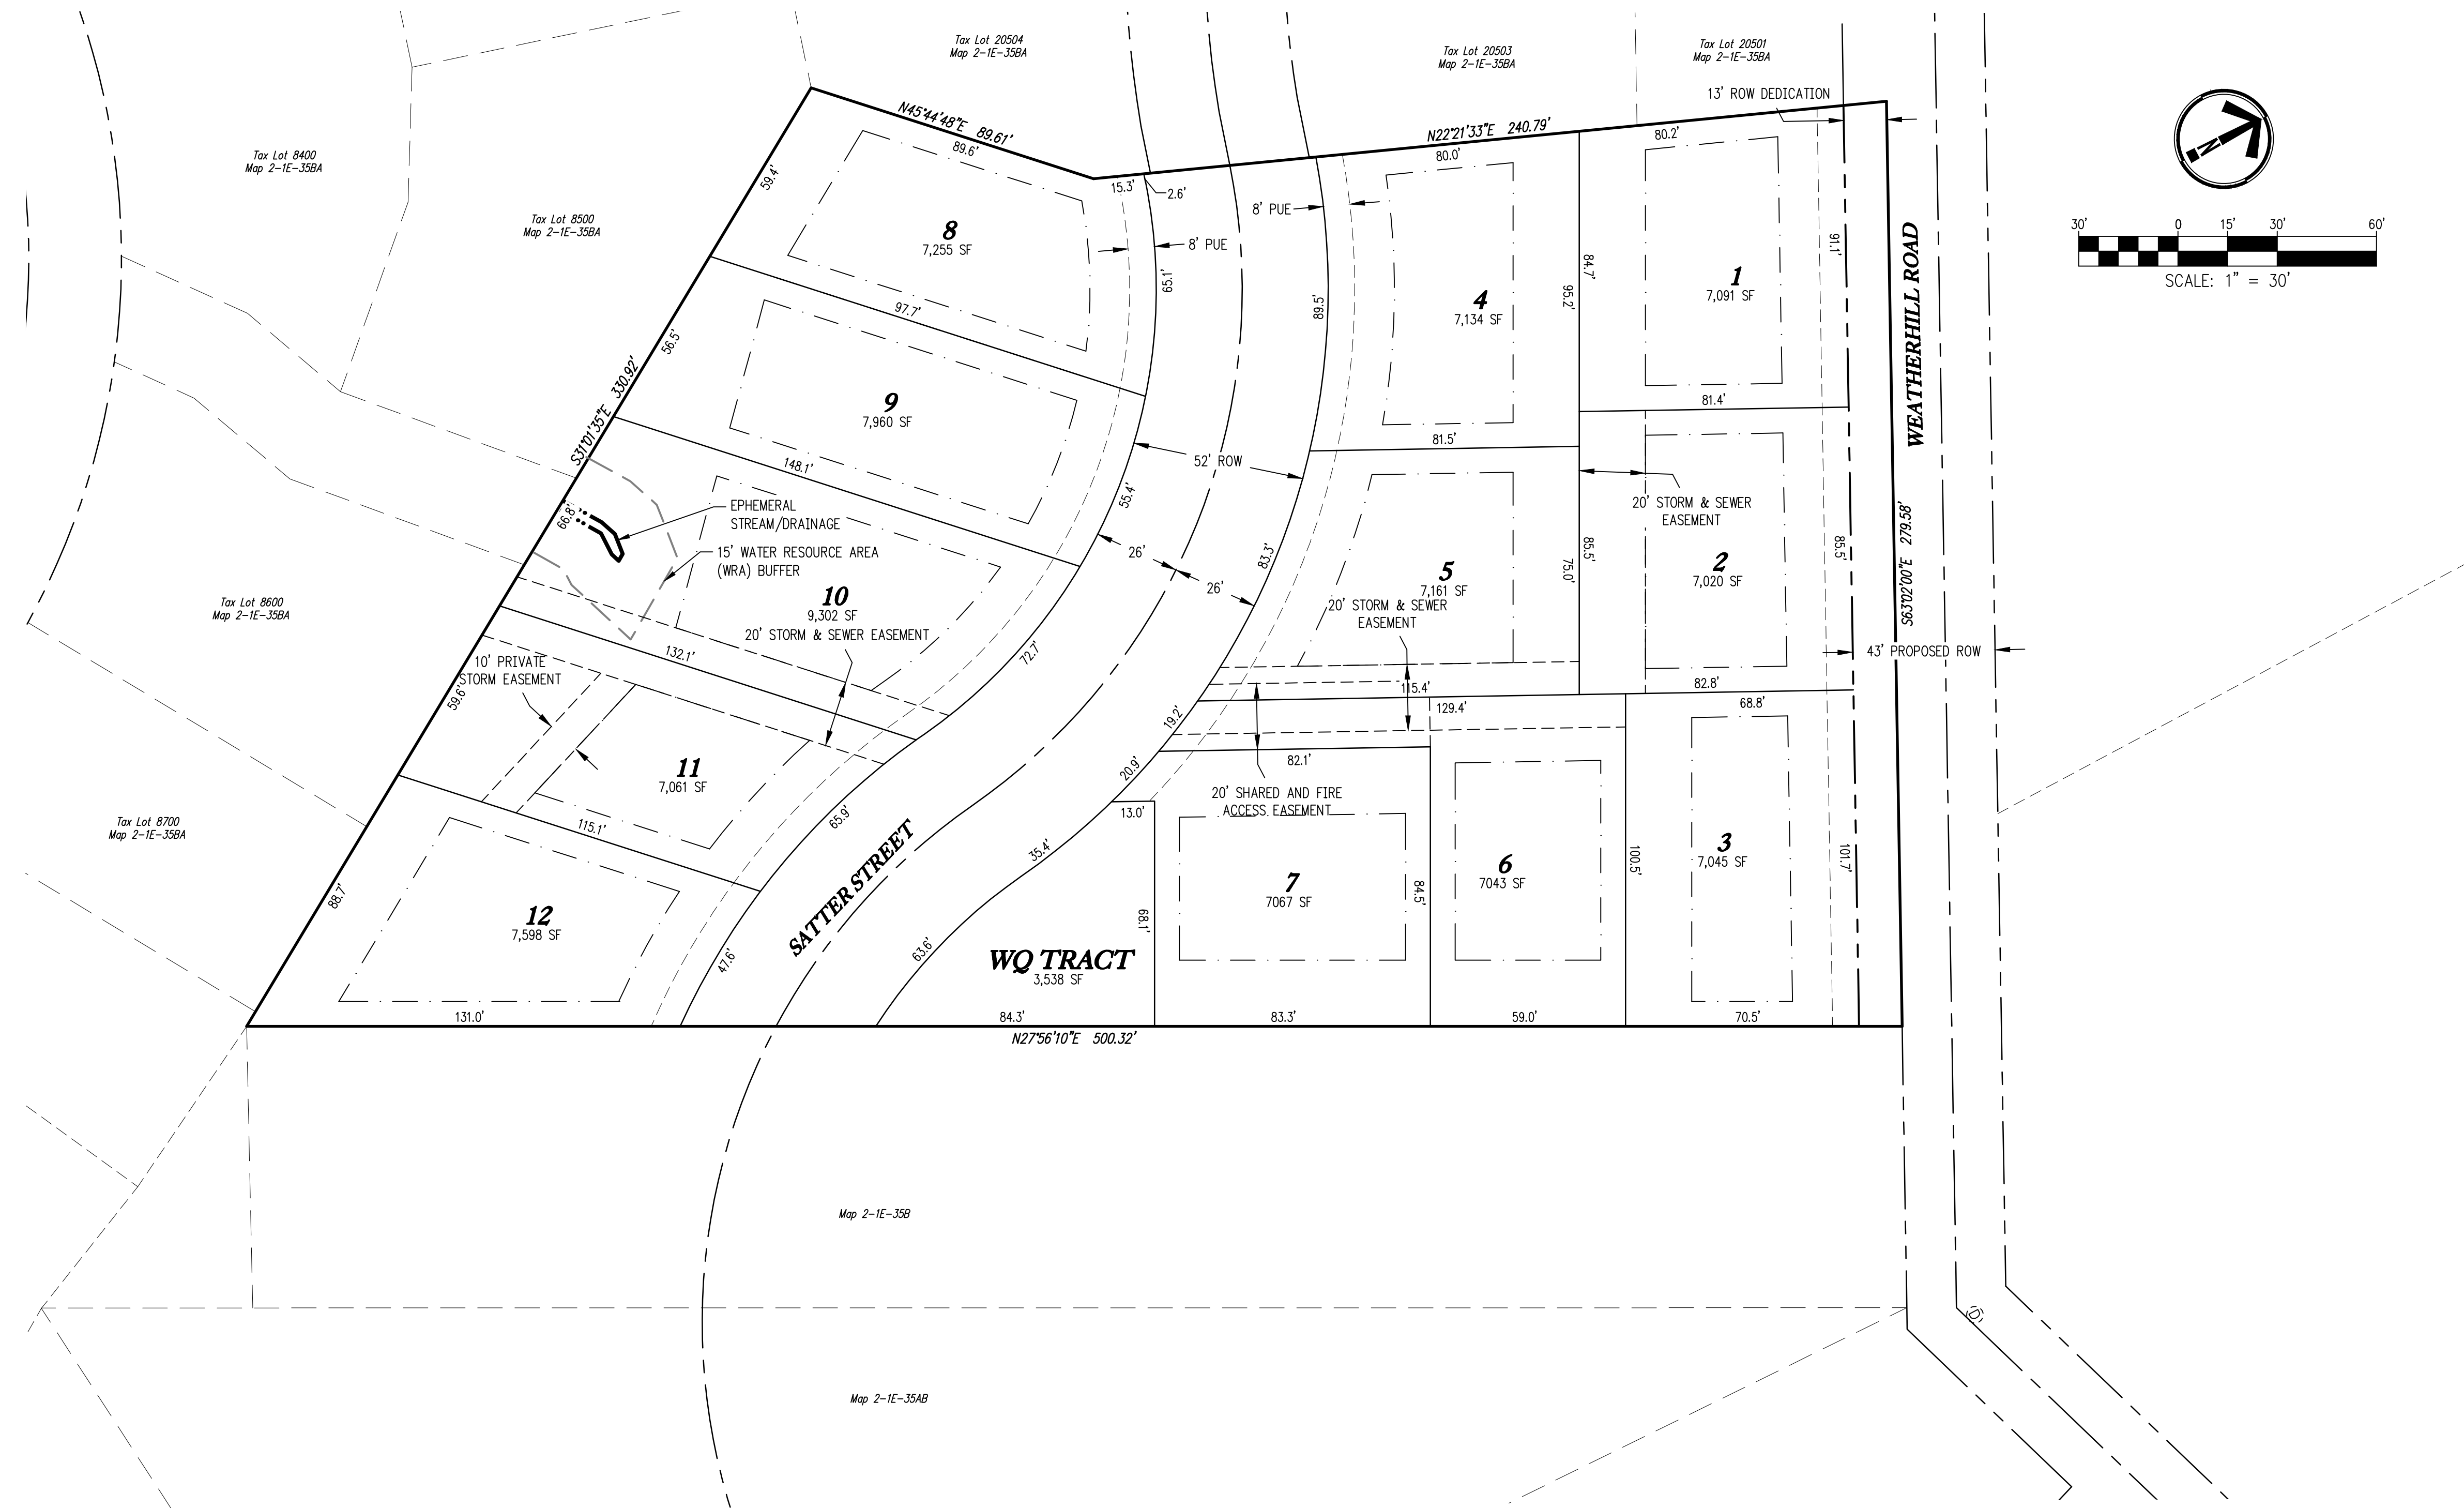 Tax Lot 20504
Map 2-1E-35BA
Tax Lot 20503
Map 2-1E-35BA
Tax Lot 20501
Map 2-1E-35BA
13' ROW DEDICATION
N45°44'48"E 89.61'
89.6'
N22°21'33"E 240.79'
80.0'
80.2'
Tax Lot 8400
Map 2-1E-35BA
Tax Lot 8500
Map 2-1E-35BA
59.4'
15.3'
2.6'
8' PUE
8' PUE
8
7,255 SF
65.1'
68.5'
4
7,134 SF
84.7'
95.2'
1
7,091 SF
91.1'
WEATHERHILL ROAD
N
30'
0
15'
30'
60'
SCALE: 1" = 30'
97.7'
56.5'
S31°01'35"E 330.92'
9
7,960 SF
81.4'
81.5'
148.1'
52' ROW
55.4'
66.8'
EPHEMERAL
STREAM/DRAINAGE
15' WATER RESOURCE AREA
(WRA) BUFFER
26'
26'
83.3'
20' STORM & SEWER
EASEMENT
85.5'
75.0'
85.5'
S63°02'00"E 279.58'
5
7,161 SF
2
7,020 SF
10
9,302 SF
20' STORM & SEWER EASEMENT
20' STORM & SEWER
EASEMENT
Tax Lot 8600
Map 2-1E-35BA
132.1'
72.7'
43' PROPOSED ROW
10' PRIVATE
STORM EASEMENT
59.6'
115.4'
82.8'
129.4'
68.8'
19.2'
82.1'
20.9'
11
7,061 SF
20' SHARED AND FIRE
ACCESS EASEMENT
13.0'
Tax Lot 8700
Map 2-1E-35BA
115.1'
65.9'
SATTER STREET
35.4'
3
7,045 SF
101.7'
100.5'
6
7043 SF
84.5'
7
7067 SF
68.1'
88.7'
12
7,598 SF
47.6'
63.6'
WQ TRACT
3,538 SF
131.0'
84.3'
83.3'
59.0'
70.5'
N27°56'10"E 500.32'
Map 2-1E-35B
(D)
Map 2-1E-35AB